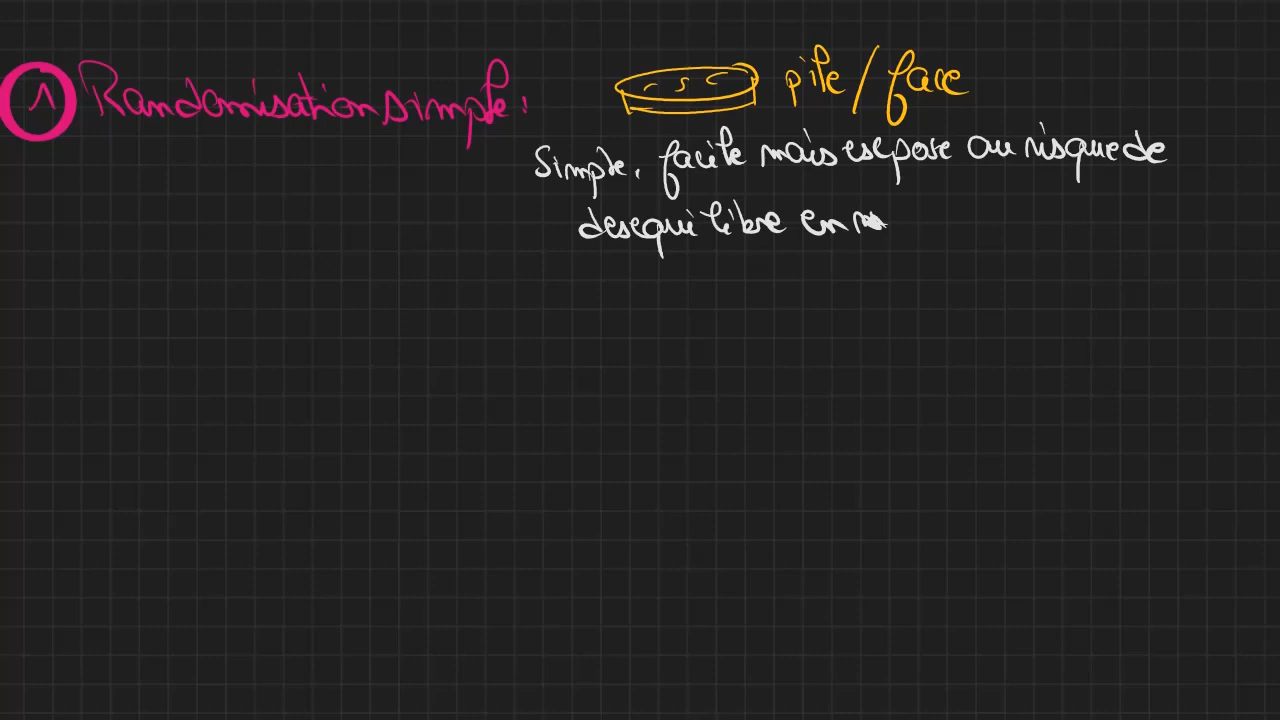 1 Randomisation simple :
pile / face
Simple, facile mais expose au risque de
desequilibre en